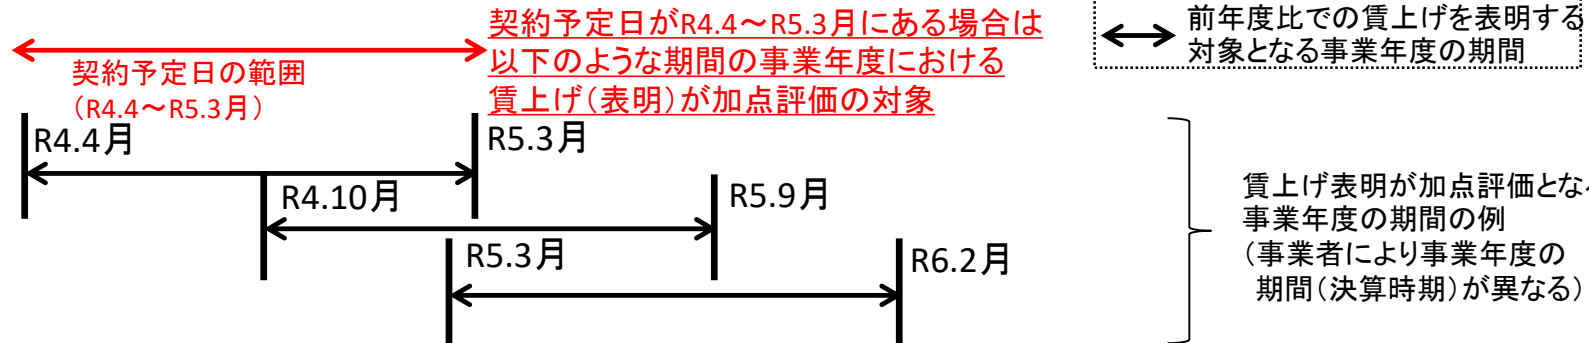 契約予定日がR4.4～R5.3月にある場合は
以下のような期間の事業年度における
賃上げ（表明）が加点評価の対象
前年度比での賃上げを表明する
対象となる事業年度の期間
契約予定日の範囲
（R4.4～R5.3月）
R4.4月
R5.3月
R4.10月
R5.9月
R5.3月
R6.2月
賃上げ表明が加点評価とな
事業年度の期間の例
（事業者により事業年度の
期間（決算時期）が異なる）